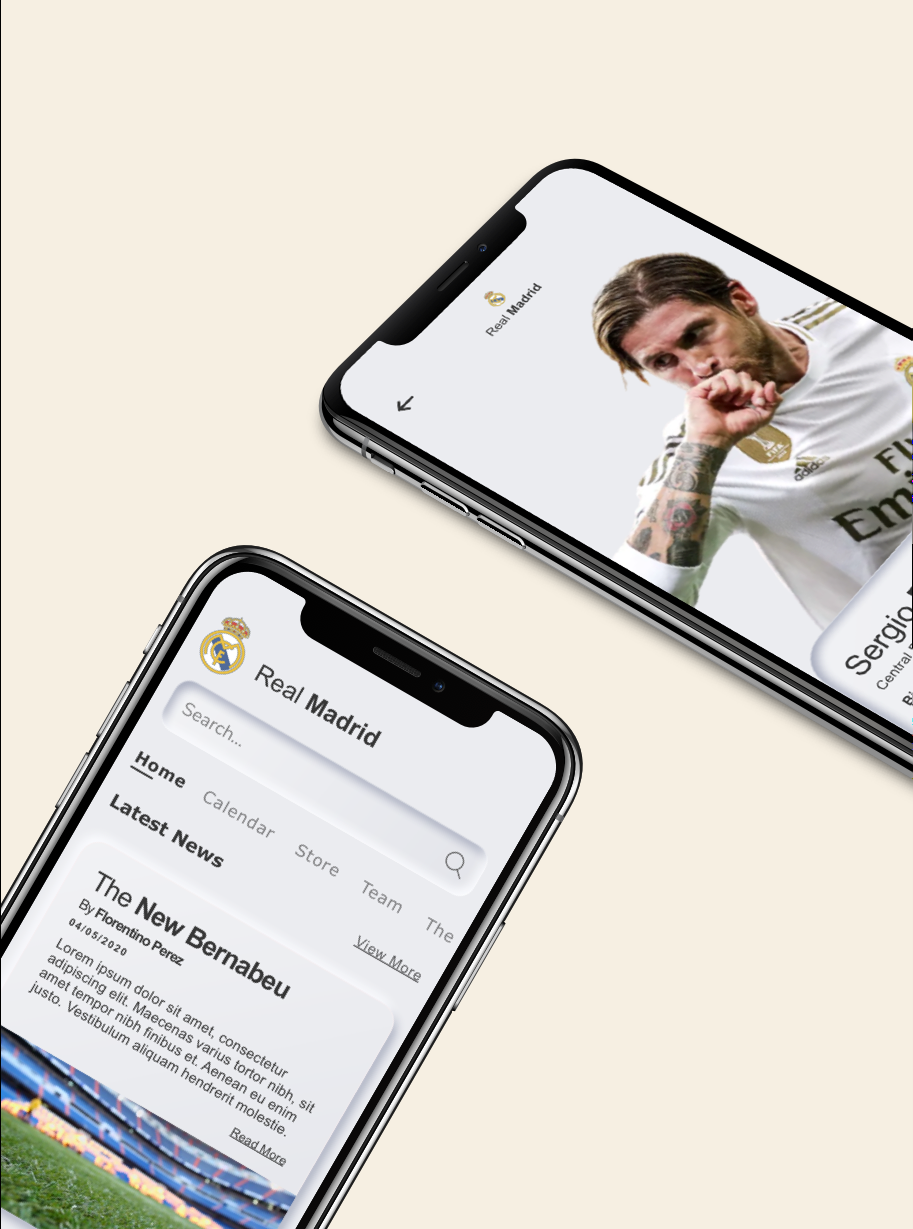 Real Madrid
FIFA
adidas
Fly
Sergio
Central
Real Madrid
Search...
Home Calendar Store Team The
Latest News
View More
The New Bernabeu
By Florentino Perez
04/05/2020
Lorem ipsum dolor sit amet, consectetur
adipiscing elit. Maecenas varius tortor nibh, sit
amet tempor nibh finibus et. Aenean eu enim
justo. Vestibulum aliquam hendrerit molestie.
Read More